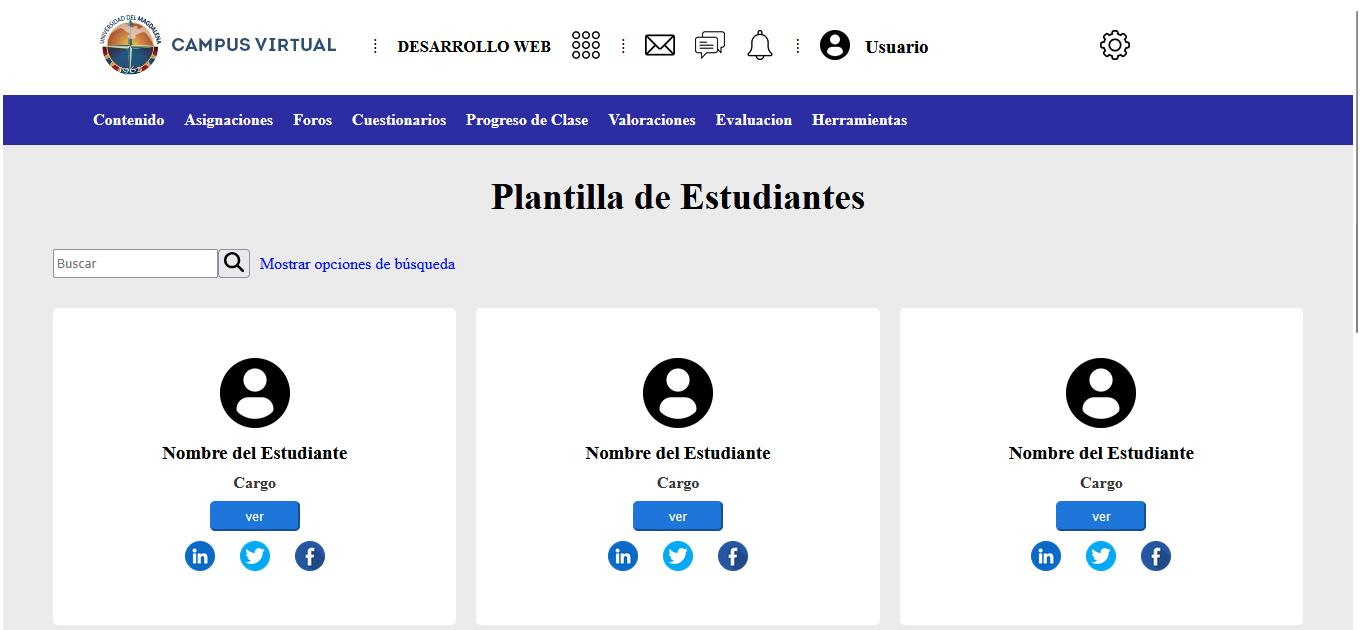 UNIVERSIDAD DEL MAGDALENA
1962
CAMPUS VIRTUAL
DESARROLLO WEB
Usuario
Contenido Asignaciones Foros Cuestionarios Progreso de Clase Valoraciones Evaluacion Herramientas
Plantilla de Estudiantes
Buscar
Mostrar opciones de búsqueda
Nombre del Estudiante
Cargo
ver
in
f
Nombre del Estudiante
Cargo
ver
in
f
Nombre del Estudiante
Cargo
ver
in
f